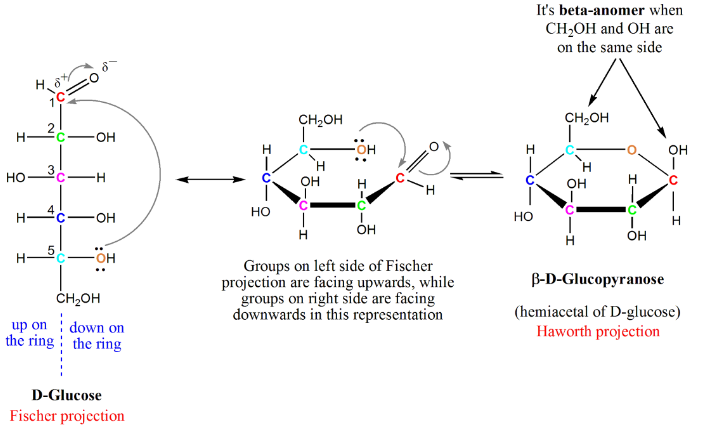 It's beta-anomer when
CH₂OH and OH are
on the same side
δ⁺ δ⁻
H O
1 C
2
H C OH
3
HO C H
4
H C OH
5
H C OH
CH₂OH
up on
the ring
down on
the ring
D-Glucose
Fischer projection
CH₂OH
H C OH O
H
C OH H C H
HO C C
H OH
Groups on left side of Fischer
projection are facing upwards, while
groups on right side are facing
downwards in this representation
CH₂OH
H C O OH
H
C OH H C
HO C C H
H OH
β-D-Glucopyranose
(hemiacetal of D-glucose)
Haworth projection